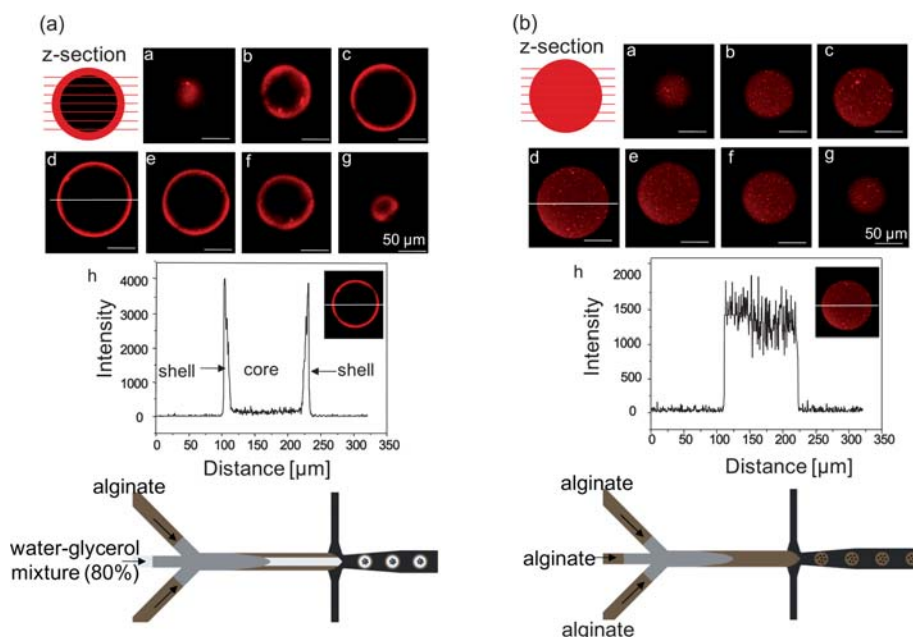 (a)
z-section
a
b
c
d
e
f
g
50 µm
h
Intensity
4000
3000
2000
1000
0
shell
core
shell
0 50 100 150 200 250 300 350
Distance [µm]
alginate
water-glycerol
mixture (80%)
(b)
z-section
a
b
c
d
e
f
g
50 µm
h
Intensity
2000
1500
1000
500
0
0 50 100 150 200 250 300 350
Distance [µm]
alginate
alginate
alginate